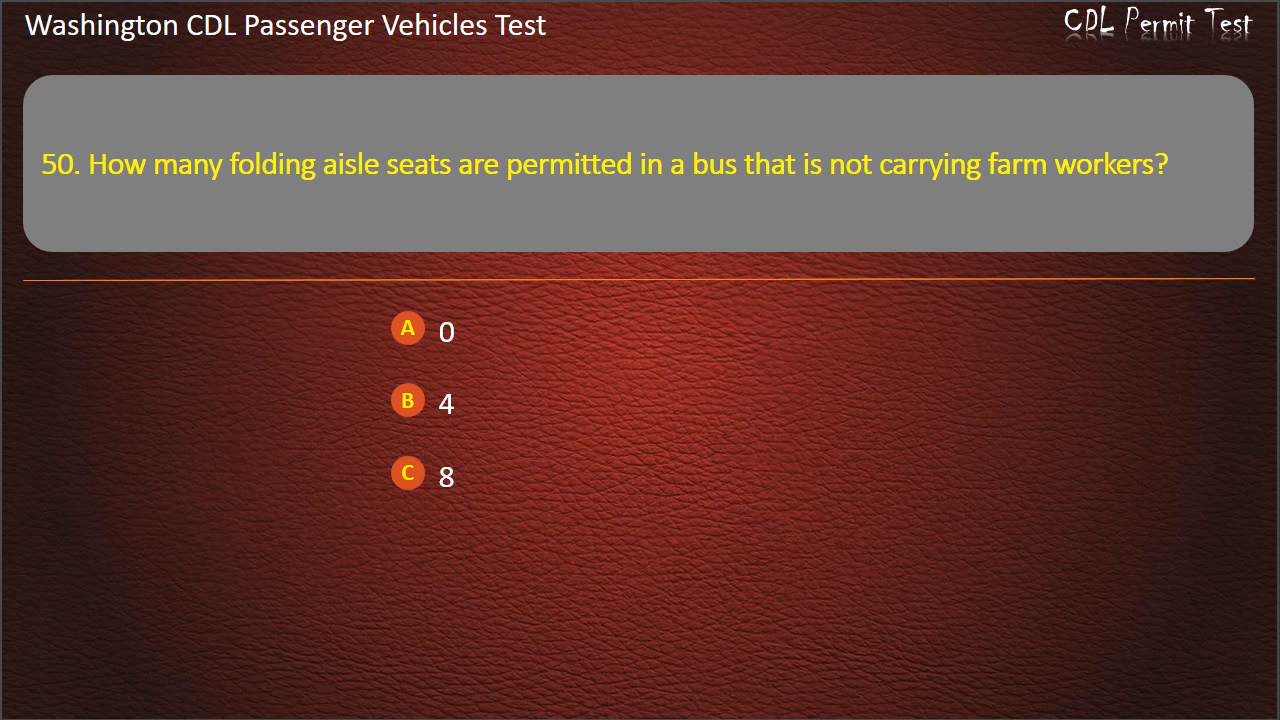 Washington CDL Passenger Vehicles Test
CDL Permit Test
50. How many folding aisle seats are permitted in a bus that is not carrying farm workers?
A 0
B 4
C 8